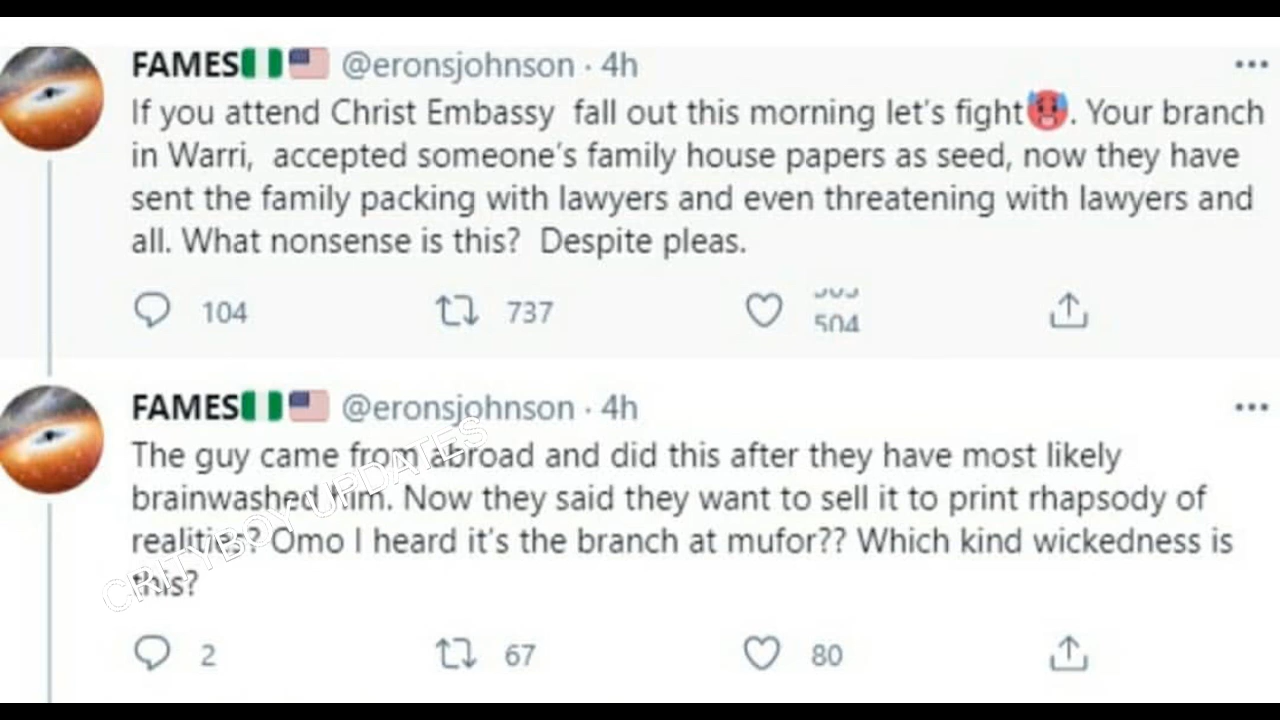 FAMES🇳🇬🇺🇸 @eronsjohnson · 4h
If you attend Christ Embassy fall out this morning let's fight🥵. Your branch
in Warri, accepted someone's family house papers as seed, now they have
sent the family packing with lawyers and even threatening with lawyers and
all. What nonsense is this? Despite pleas.
104 737 504
FAMES🇳🇬🇺🇸 @eronsjohnson · 4h
The guy came from abroad and did this after they have most likely
brainwashed him. Now they said they want to sell it to print rhapsody of
realities? Omo I heard it's the branch at mufor?? Which kind wickedness is
this?
CRITYBOY UPDATES
2 67 80